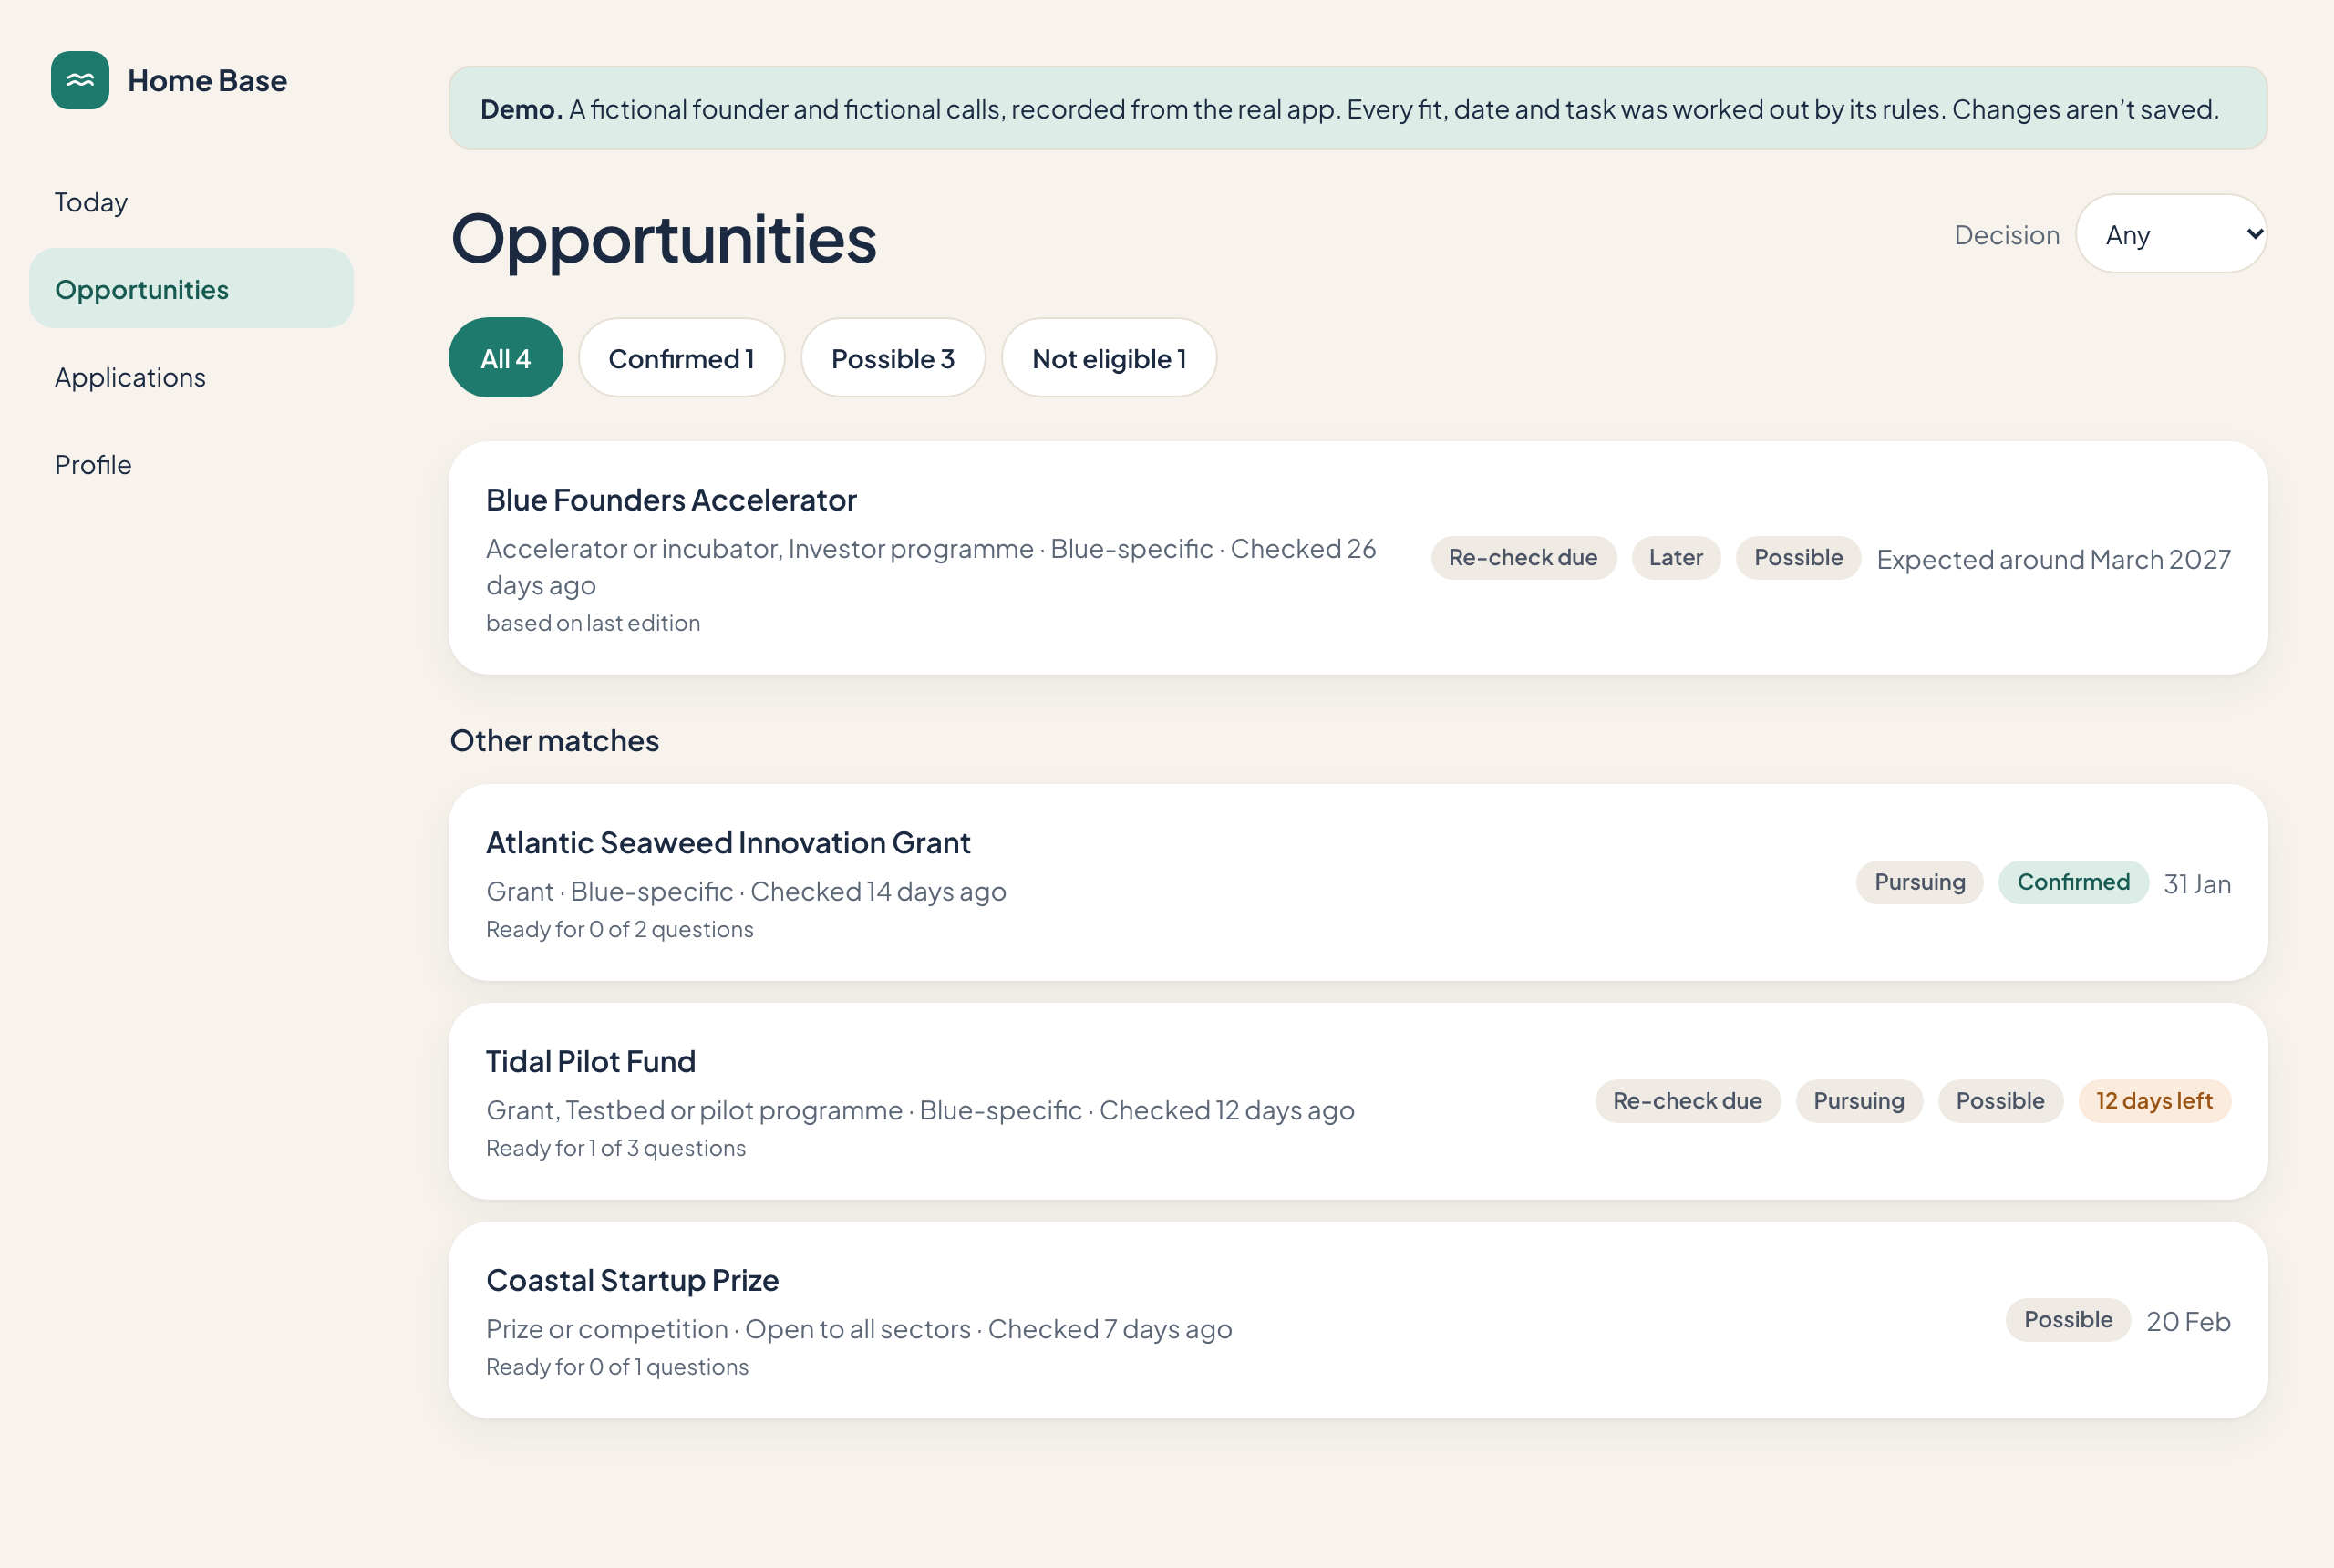 Home Base
Today
Opportunities
Applications
Profile
Demo. A fictional founder and fictional calls, recorded from the real app. Every fit, date and task was worked out by its rules. Changes aren’t saved.
Opportunities
Decision
Any
All 4
Confirmed 1
Possible 3
Not eligible 1
Blue Founders Accelerator
Accelerator or incubator, Investor programme · Blue-specific · Checked 26
days ago
based on last edition
Re-check due
Later
Possible
Expected around March 2027
Other matches
Atlantic Seaweed Innovation Grant
Grant · Blue-specific · Checked 14 days ago
Ready for 0 of 2 questions
Pursuing
Confirmed
31 Jan
Tidal Pilot Fund
Grant, Testbed or pilot programme · Blue-specific · Checked 12 days ago
Ready for 1 of 3 questions
Re-check due
Pursuing
Possible
12 days left
Coastal Startup Prize
Prize or competition · Open to all sectors · Checked 7 days ago
Ready for 0 of 1 questions
Possible
20 Feb